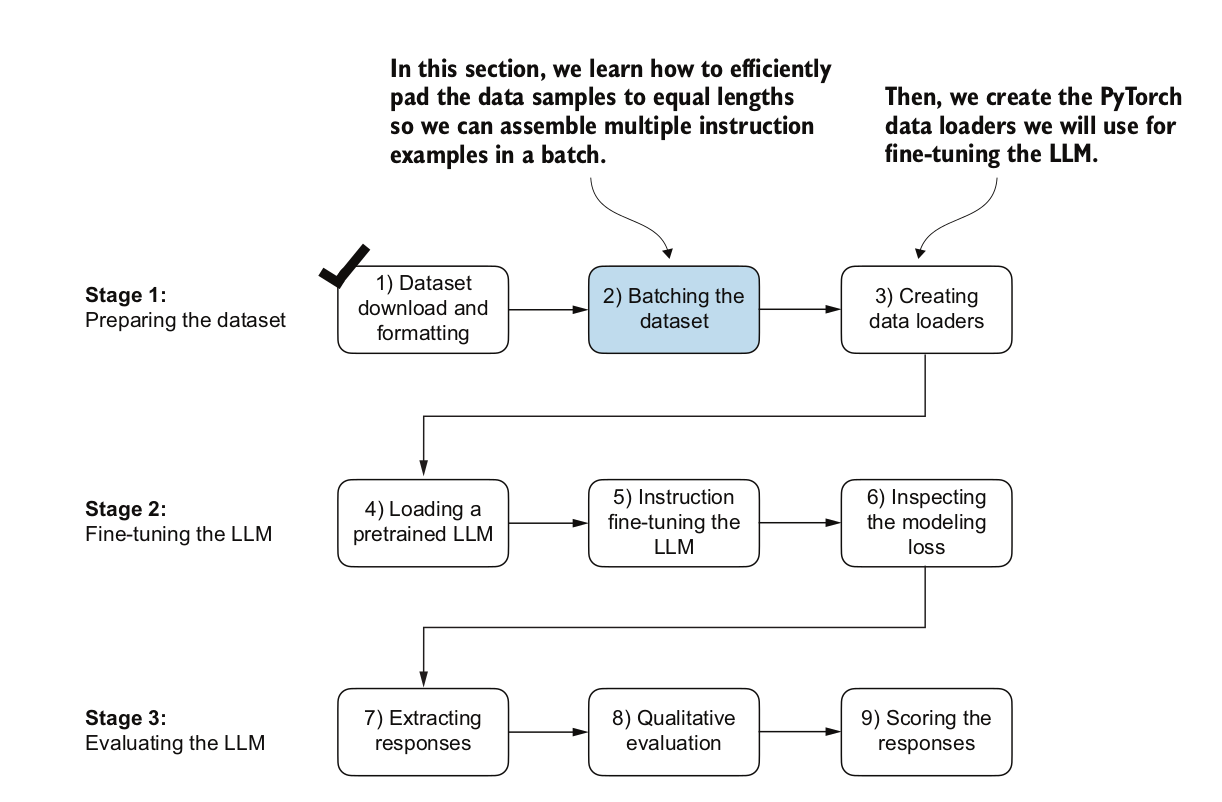 In this section, we learn how to efficiently
pad the data samples to equal lengths
so we can assemble multiple instruction
examples in a batch.
Then, we create the PyTorch
data loaders we will use for
fine-tuning the LLM.
Stage 1:
Preparing the dataset
1) Dataset
download and
formatting
2) Batching the
dataset
3) Creating
data loaders
Stage 2:
Fine-tuning the LLM
4) Loading a
pretrained LLM
5) Instruction
fine-tuning the
LLM
6) Inspecting
the modeling
loss
Stage 3:
Evaluating the LLM
7) Extracting
responses
8) Qualitative
evaluation
9) Scoring the
responses